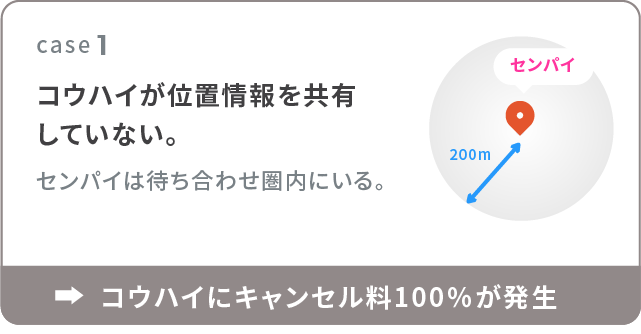 case 1
コウハイが位置情報を共有
していない。
センパイは待ち合わせ圏内にいる。
センパイ
200m
➡ コウハイにキャンセル料100%が発生